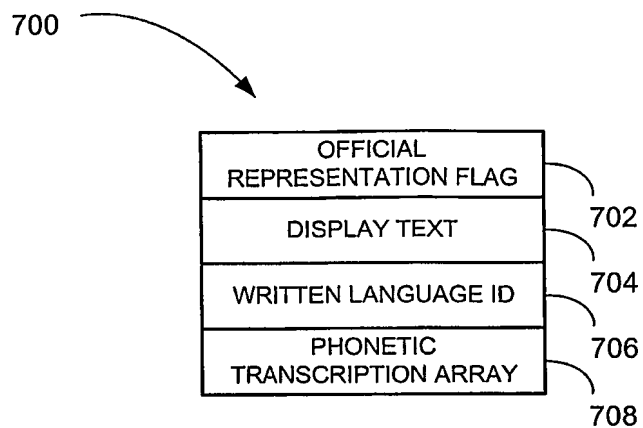 700
OFFICIAL
REPRESENTATION FLAG
702
DISPLAY TEXT
704
WRITTEN LANGUAGE ID
706
PHONETIC
TRANSCRIPTION ARRAY
708